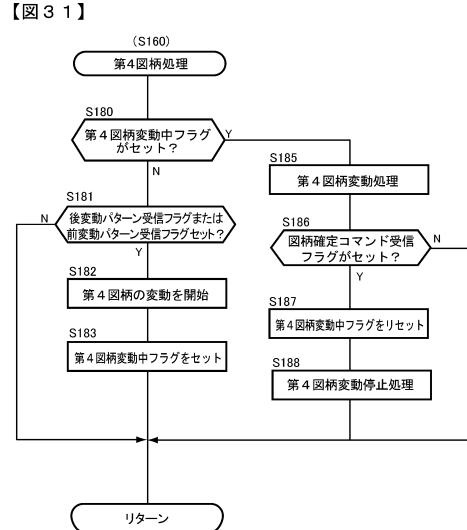 【図３１】
（S160）
第４図柄処理
S180
第４図柄変動中フラグ
がセット？
Y
N
S181
後変動パターン受信フラグまたは
前変動パターン受信フラグセット？
N
Y
S182
第４図柄の変動を開始
S183
第４図柄変動中フラグをセット
S185
第４図柄変動処理
S186
図柄確定コマンド受信
フラグがセット？
N
Y
S187
第４図柄変動中フラグをリセット
S188
第４図柄変動停止処理
リターン